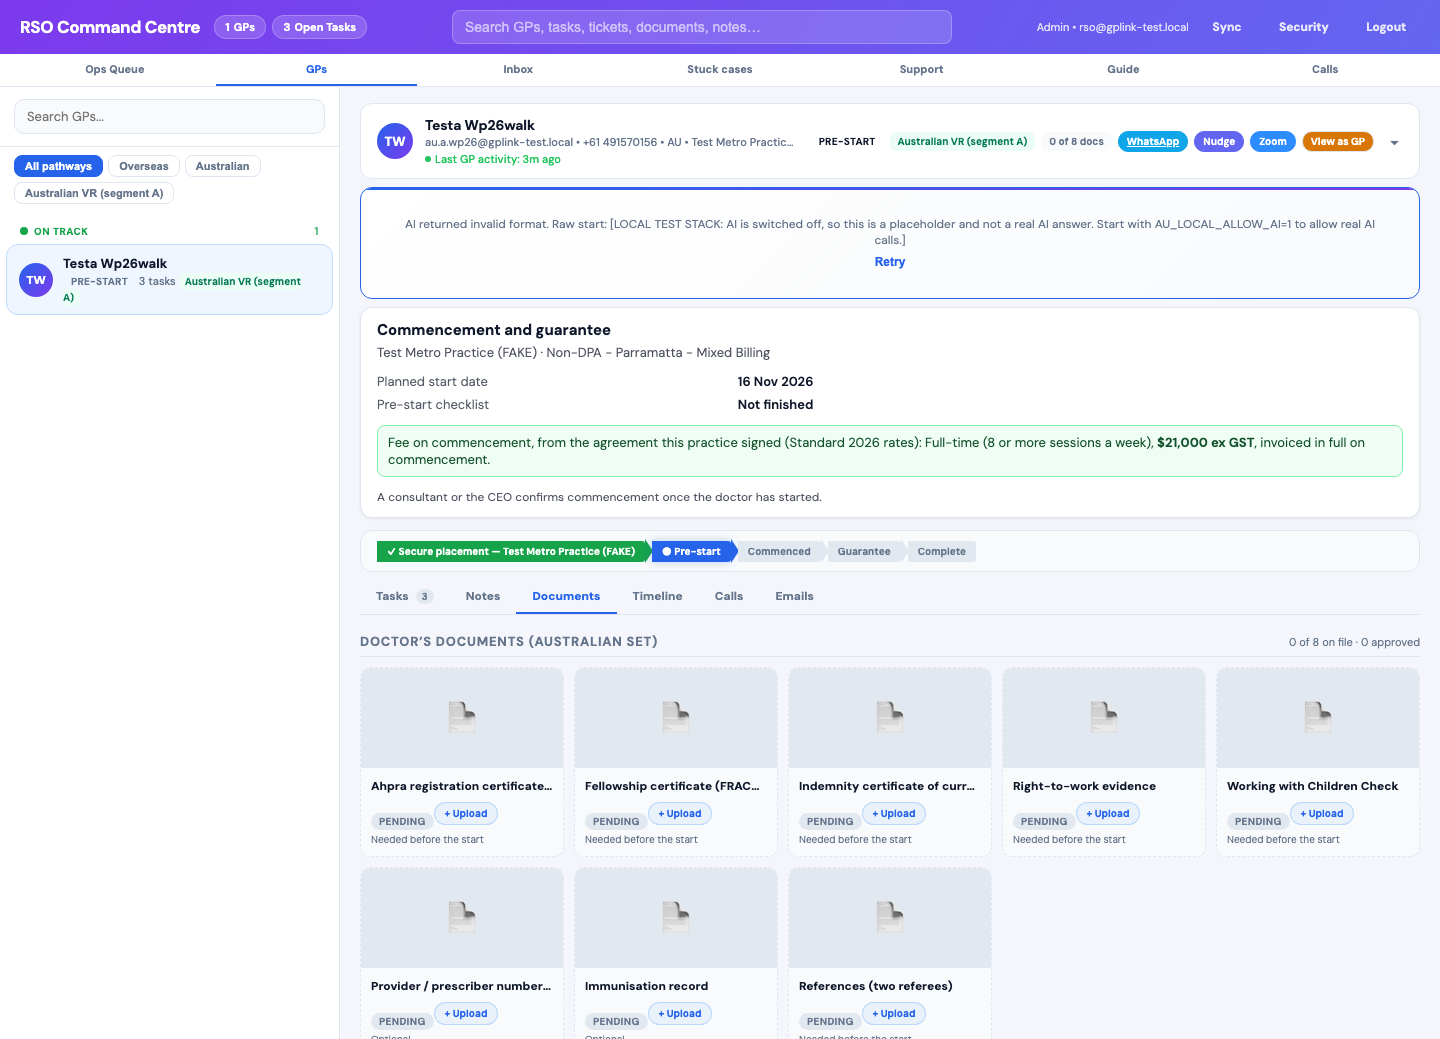 RSO Command Centre
1 GPs
3 Open Tasks
Search GPs, tasks, tickets, documents, notes...
Admin • rso@gplink-test.local
Sync
Security
Logout
Ops Queue
GPs
Inbox
Stuck cases
Support
Guide
Calls
Search GPs...
All pathways
Overseas
Australian
Australian VR (segment A)
ON TRACK
1
TW
Testa Wp26walk
PRE-START 3 tasks Australian VR (segment
A)
TW
Testa Wp26walk
au.a.wp26@gplink-test.local • +61 491570156 • AU • Test Metro Practic...
Last GP activity: 3m ago
PRE-START
Australian VR (segment A)
0 of 8 docs
WhatsApp
Nudge
Zoom
View as GP
AI returned invalid format. Raw start: [LOCAL TEST STACK: AI is switched off, so this is a placeholder and not a real AI answer. Start with AU_LOCAL_ALLOW_AI=1 to allow real AI
calls.]
Retry
Commencement and guarantee
Test Metro Practice (FAKE) · Non-DPA - Parramatta - Mixed Billing
Planned start date 16 Nov 2026
Pre-start checklist Not finished
Fee on commencement, from the agreement this practice signed (Standard 2026 rates): Full-time (8 or more sessions a week), $21,000 ex GST, invoiced in full on
commencement.
A consultant or the CEO confirms commencement once the doctor has started.
✓ Secure placement — Test Metro Practice (FAKE)
Pre-start
Commenced
Guarantee
Complete
Tasks 3
Notes
Documents
Timeline
Calls
Emails
DOCTOR'S DOCUMENTS (AUSTRALIAN SET)
0 of 8 on file · 0 approved
Ahpra registration certificate...
PENDING + Upload
Needed before the start
Fellowship certificate (FRAC...
PENDING + Upload
Needed before the start
Indemnity certificate of curr...
PENDING + Upload
Needed before the start
Right-to-work evidence
PENDING + Upload
Needed before the start
Working with Children Check
PENDING + Upload
Needed before the start
Provider / prescriber number...
PENDING + Upload
Optional
Immunisation record
PENDING + Upload
Optional
References (two referees)
PENDING + Upload
Needed before the start